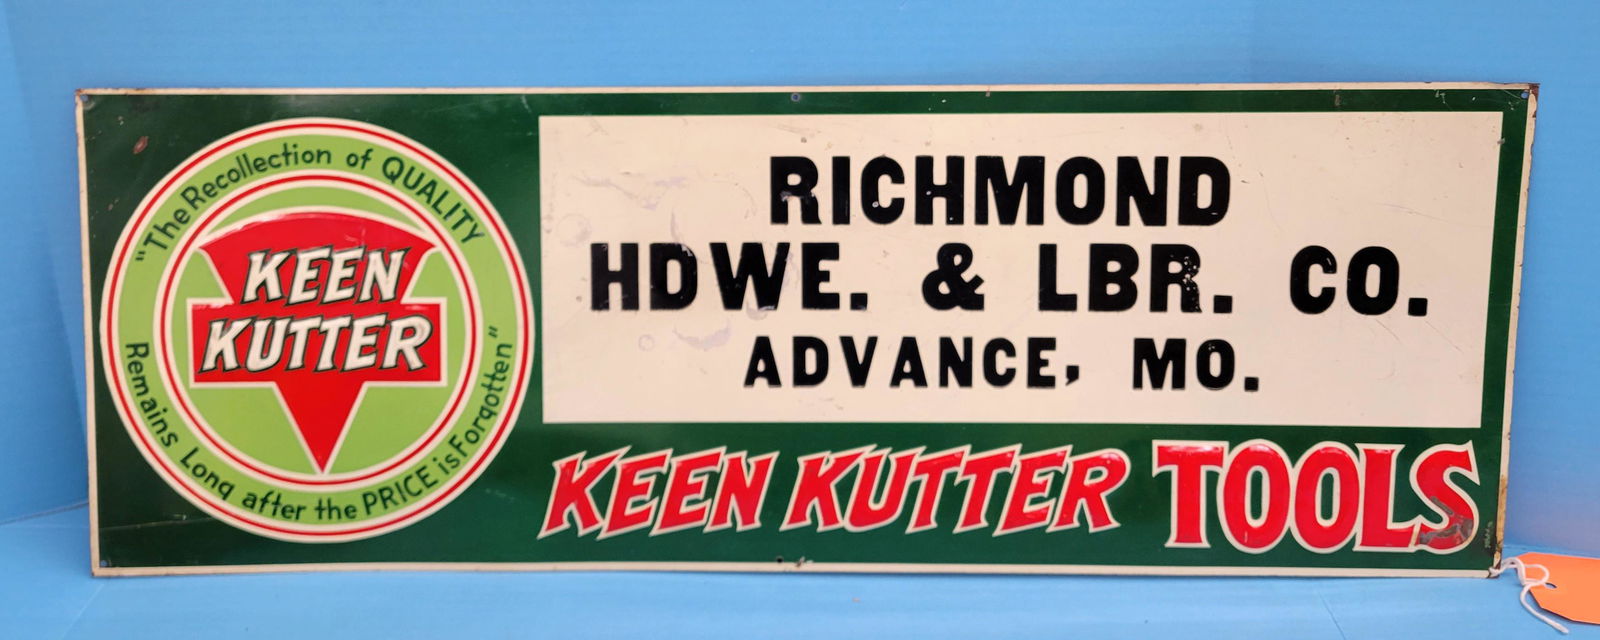 "The Recollection of QUALITY
Remains Long after the PRICE is Forgotten"
KEEN
KUTTER
RICHMOND
HDWE. & LBR. CO.
ADVANCE, MO.
KEEN KUTTER TOOLS